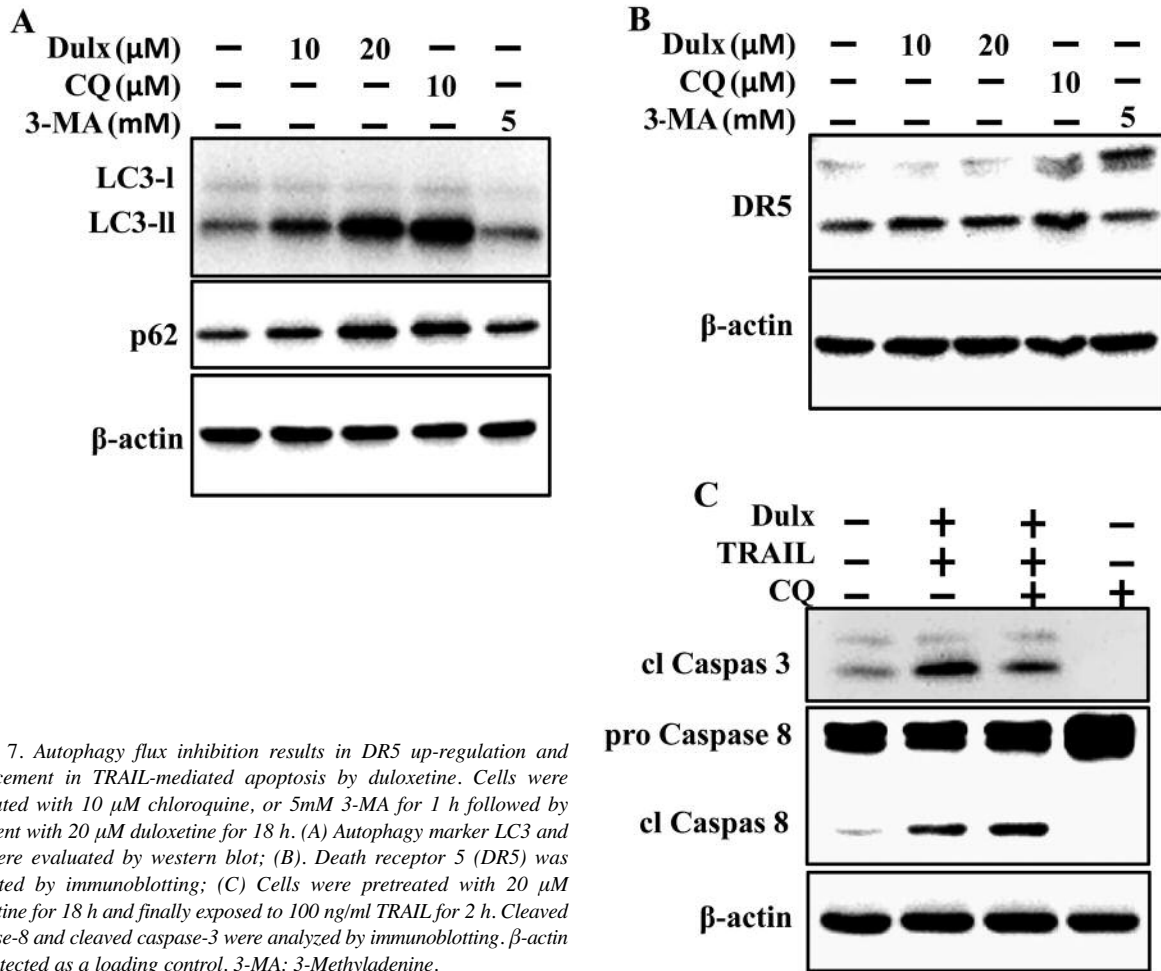 A
Dulx (μM) – 10 20 – –
CQ (μM) – – – 10 –
3-MA (mM) – – – – 5
LC3-I
LC3-II
p62
β-actin
B
Dulx (μM) – 10 20 – –
CQ (μM) – – – 10 –
3-MA (mM) – – – – 5
DR5
β-actin
C
Dulx – + + –
TRAIL – + + –
CQ – – + +
cl Caspas 3
pro Caspase 8
cl Caspas 8
β-actin
7. Autophagy flux inhibition results in DR5 up-regulation and
cement in TRAIL-mediated apoptosis by duloxetine. Cells were
ated with 10 μM chloroquine, or 5mM 3-MA for 1 h followed by
ent with 20 μM duloxetine for 18 h. (A) Autophagy marker LC3 and
ere evaluated by western blot; (B). Death receptor 5 (DR5) was
ted by immunoblotting; (C) Cells were pretreated with 20 μM
tine for 18 h and finally exposed to 100 ng/ml TRAIL for 2 h. Cleaved
se-8 and cleaved caspase-3 were analyzed by immunoblotting. β-actin
tected as a loading control. 3-MA: 3-Methyladenine.